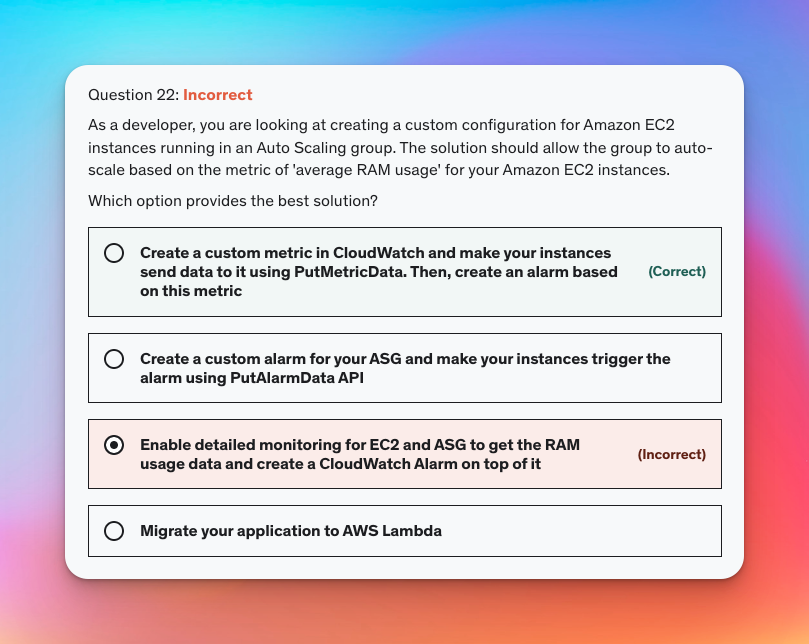 Question 22: Incorrect
As a developer, you are looking at creating a custom configuration for Amazon EC2
instances running in an Auto Scaling group. The solution should allow the group to auto-
scale based on the metric of 'average RAM usage' for your Amazon EC2 instances.
Which option provides the best solution?
Create a custom metric in CloudWatch and make your instances
send data to it using PutMetricData. Then, create an alarm based
on this metric
(Correct)
Create a custom alarm for your ASG and make your instances trigger the
alarm using PutAlarmData API
Enable detailed monitoring for EC2 and ASG to get the RAM
usage data and create a CloudWatch Alarm on top of it
(Incorrect)
Migrate your application to AWS Lambda